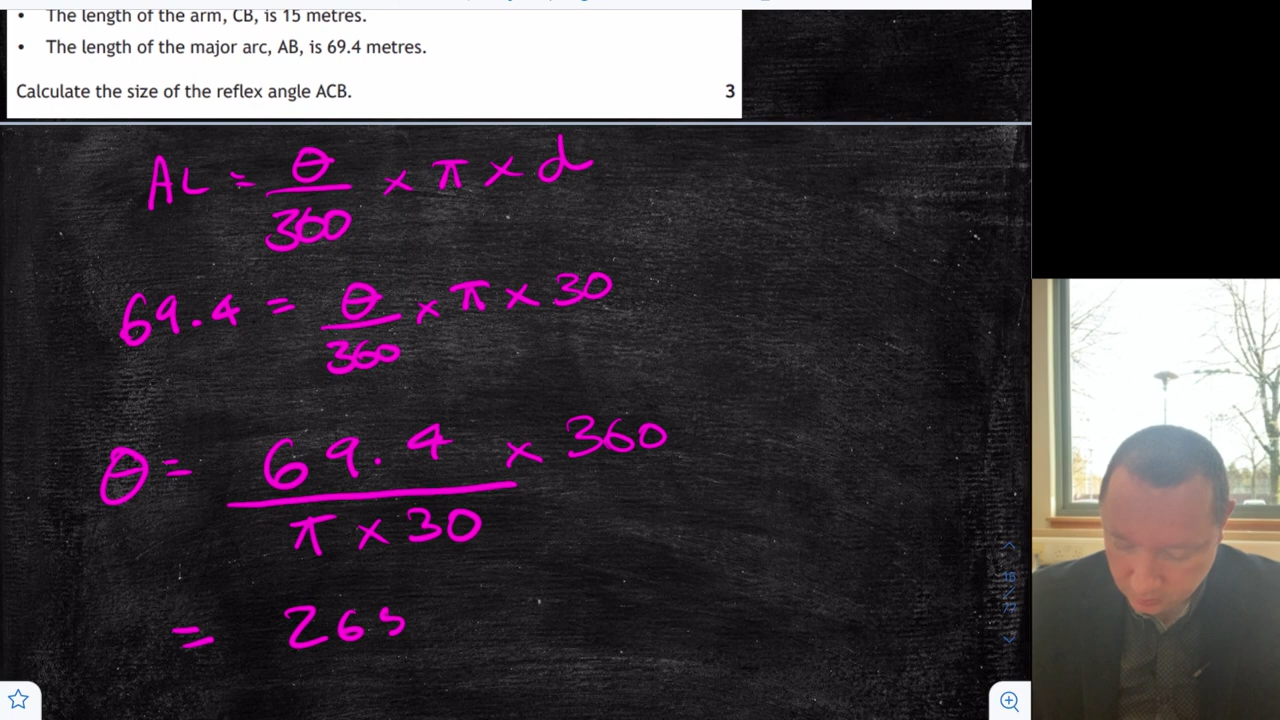 • The length of the arm, CB, is 15 metres.
• The length of the major arc, AB, is 69.4 metres.
Calculate the size of the reflex angle ACB. 3
AL = θ/360 × π × d
69.4 = θ/360 × π × 30
θ = 69.4/π × 30 × 360
= 265